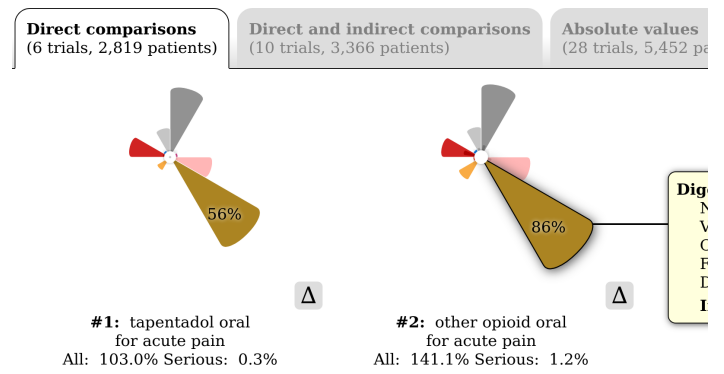 Direct comparisons
(6 trials, 2,819 patients)
Direct and indirect comparisons
(10 trials, 3,366 patients)
Absolute values
(28 trials, 5,452 pa
56%
86%
Dig
N
V
F
D
I
Δ
Δ
#1: tapentadol oral
for acute pain
All: 103.0% Serious: 0.3%
#2: other opioid oral
for acute pain
All: 141.1% Serious: 1.2%